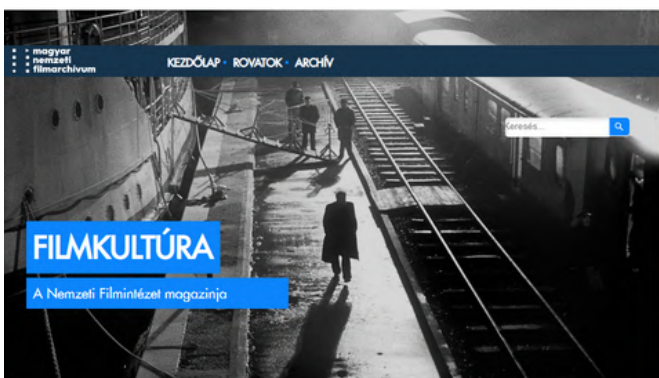 magyar
nemzeti
filmarchívum
KEZDŐLAP • ROVATOK • ARCHÍV
Keresés...
FILMKULTÚRA
A Nemzeti Filmintézet magazinja